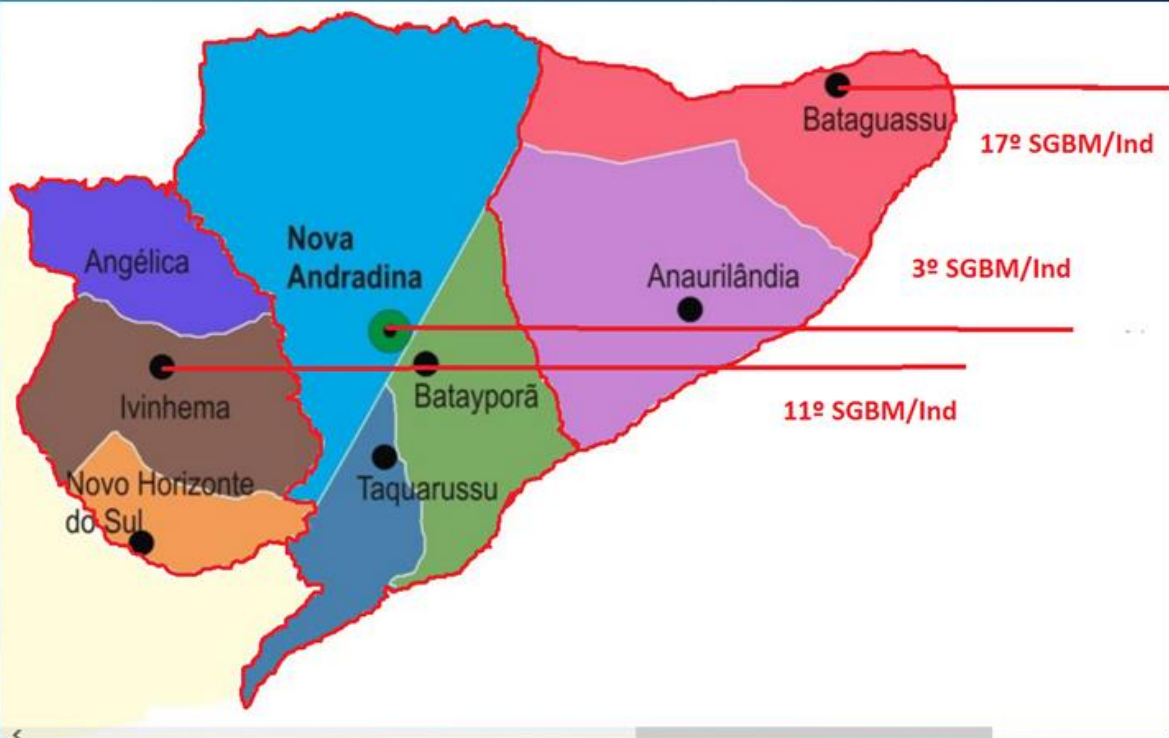 Bataguassu
17º SGBM/Ind
Nova
Andradina
Angélica
Anaurilândia
3º SGBM/Ind
Ivinhema
Batayporã
11º SGBM/Ind
Novo Horizonte
do Sul
Taquarussu